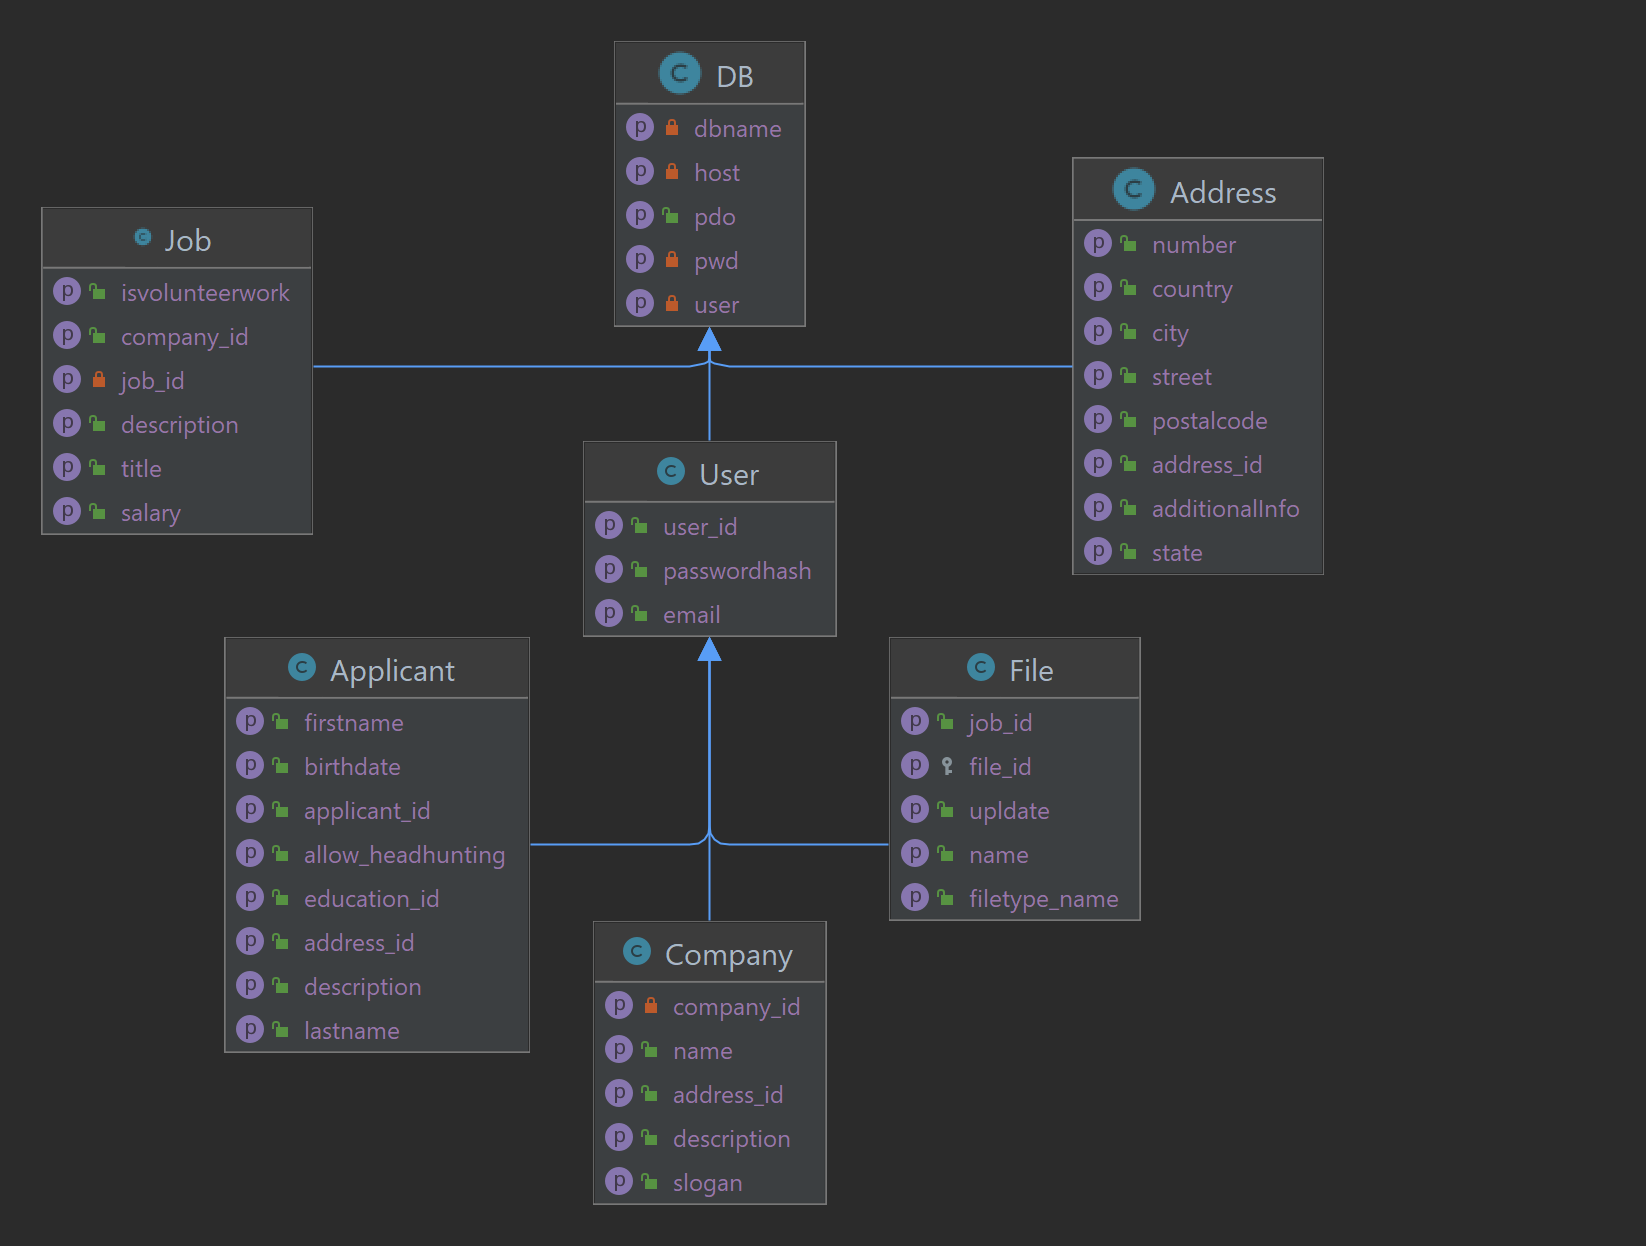 DB
dbname
host
pdo
pwd
user
Job
isvolunteerwork
company_id
job_id
description
title
salary
Address
number
country
city
street
postalcode
address_id
additionalInfo
state
User
user_id
passwordhash
email
Applicant
firstname
birthdate
applicant_id
allow_headhunting
education_id
address_id
description
lastname
File
job_id
file_id
upldate
name
filetype_name
Company
company_id
name
address_id
description
slogan